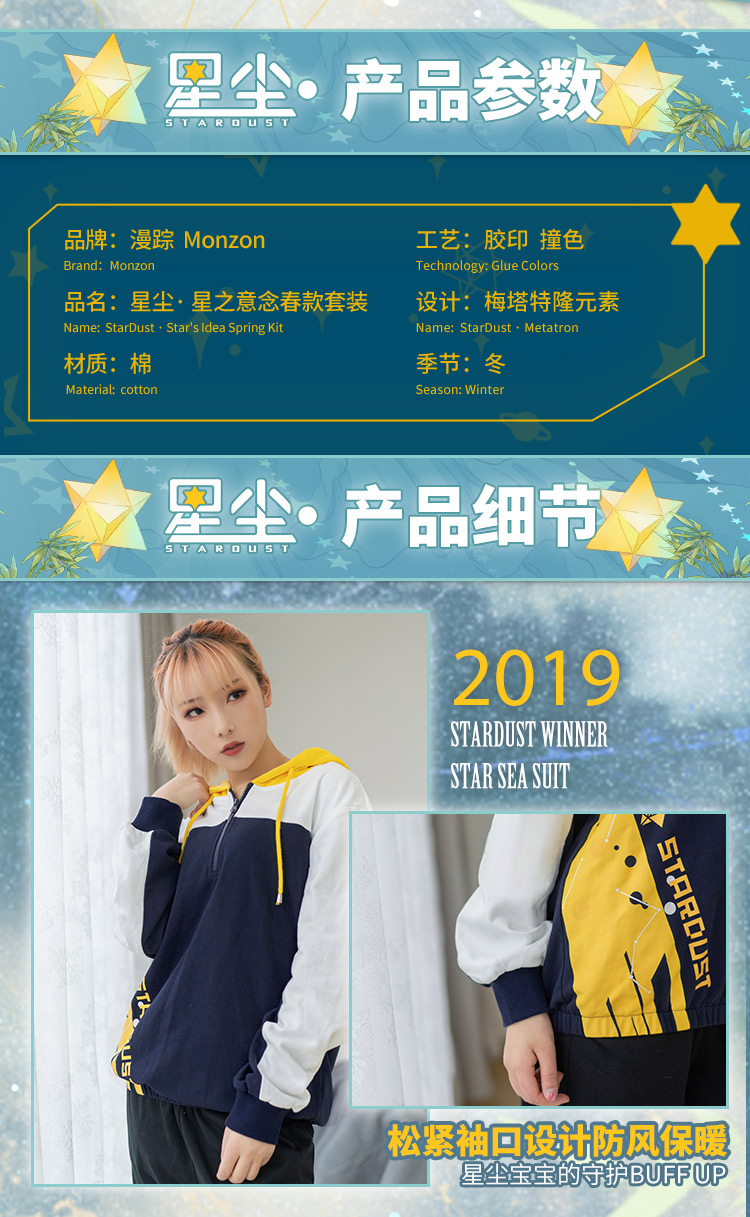 星尘·产品参数
STARDUST
品牌：漫踪 Monzon
Brand: Monzon
工艺：胶印 撞色
Technology: Glue Colors
品名：星尘·星之意念春款套装
Name: StarDust · Star's Idea Spring Kit
设计：梅塔特隆元素
Name: StarDust · Metatron
材质：棉
Material: cotton
季节：冬
Season: Winter
星尘·产品细节
STARDUST
2019
STARDUST WINNER
STAR SEA SUIT
STARDUST
STARDUST
松紧袖口设计防风保暖
星尘宝宝的守护BUFF UP